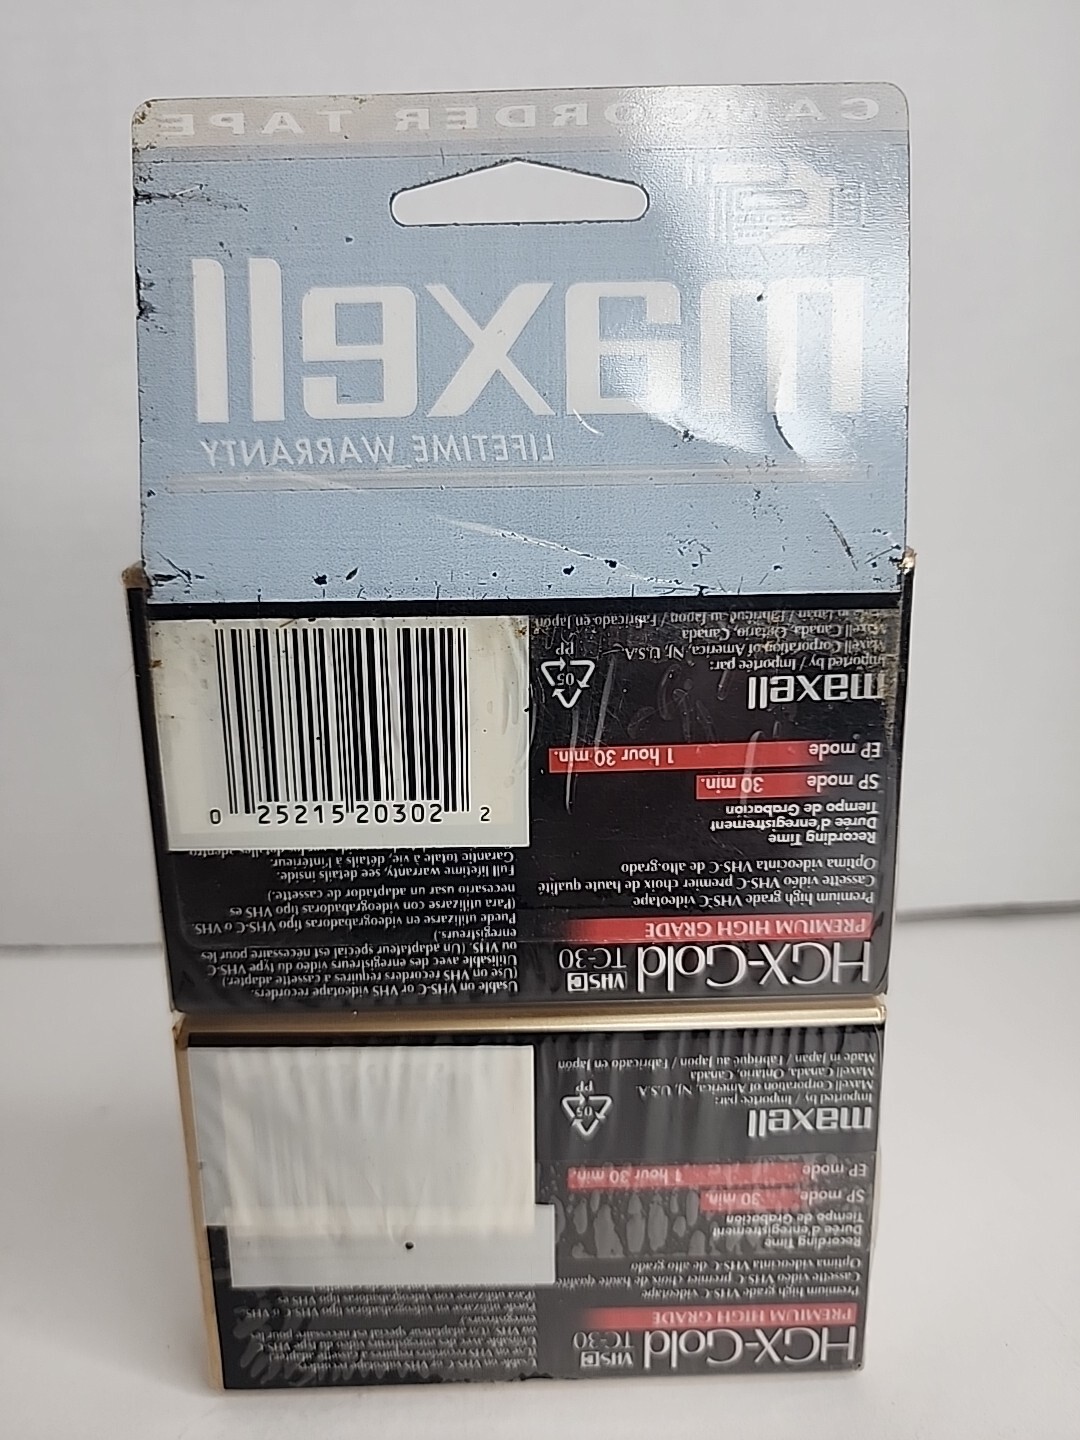 CAMCORDER TAPE
maxell
LIFETIME WARRANTY
0 25215 20302 2
HGX-Gold VHS C TC-30
PREMIUM HIGH GRADE
Premium high grade VHS-C videotape
Cassette vidéo VHS-C premier choix de haute qualité
Optima videocinta VHS-C de alto grado
Recording Time
Durée d'enregistrement
Tiempo de Grabación
SP mode 30 min.
EP mode 1 hour 30 min.
maxell
Imported by / Importée par:
Maxell Corporation of America, NJ, U.S.A.
Maxell Canada, Ontario, Canada
Made in Japan / Fabriqué au Japon / Fabricado en Japón
05
PP
Usable on VHS-C or VHS videotape recorders.
(Use on VHS recorders requires a cassette adapter.)
Utilisable avec des enregistreurs vidéo du type VHS-C
ou VHS. (Un adaptateur spécial est nécessaire pour les
enregistreurs.)
Puede utilizarse en videograbadoras tipo VHS-C o VHS.
(Para utilizarse con videograbadoras tipo VHS es
necesario usar un adaptador de cassette.)
Full lifetime warranty, see details inside.
Garantie totale à vie, détails à l'intérieur.
HGX-Gold VHS C TC-30
PREMIUM HIGH GRADE
Premium high grade VHS-C videotape
Cassette vidéo VHS-C premier choix de haute qualité
Optima videocinta VHS-C de alto grado
Recording Time
Durée d'enregistrement
Tiempo de Grabación
SP mode 30 min.
EP mode 1 hour 30 min.
maxell
Imported by / Importée par:
Maxell Corporation of America, NJ, U.S.A.
Maxell Canada, Ontario, Canada
Made in Japan / Fabriqué au Japon / Fabricado en Japón
05
PP